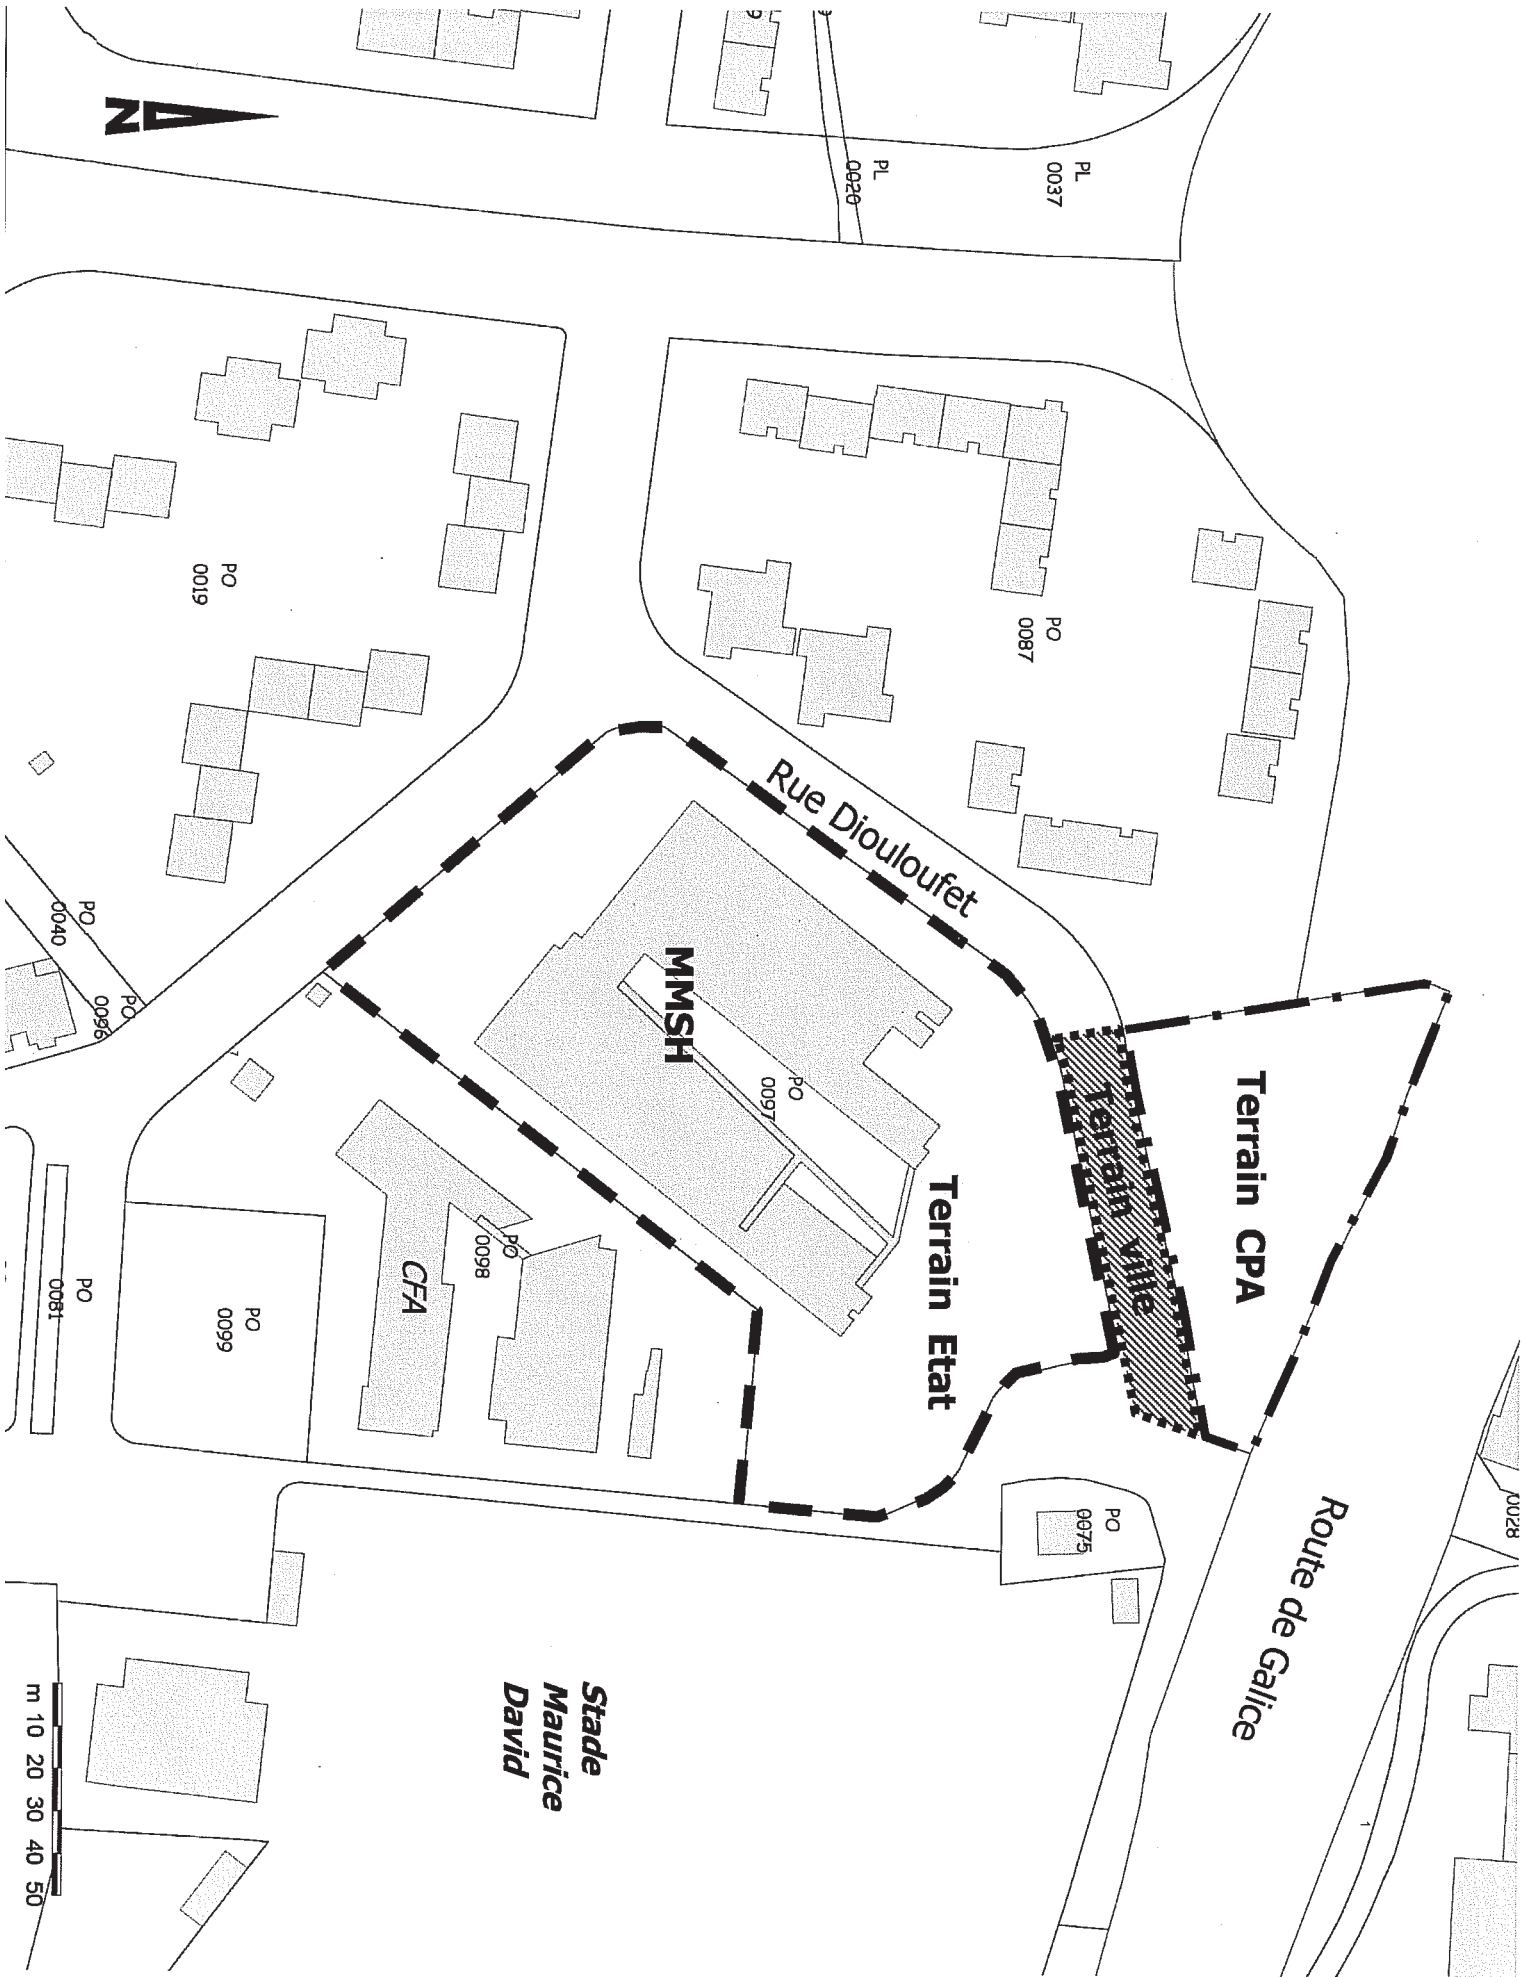 0028
Route de Galice
Terrain CPA
Terrain ville
PO
0075
PL
0037
PO
0087
Terrain Etat
PL
0020
Rue Diouloufet
PO
0097
MMSH
Stade
Maurice
David
PO
0098
CFA
PO
0099
PO
0019
PO
0096
N
PO
0040
PO
0081
m 10 20 30 40 50